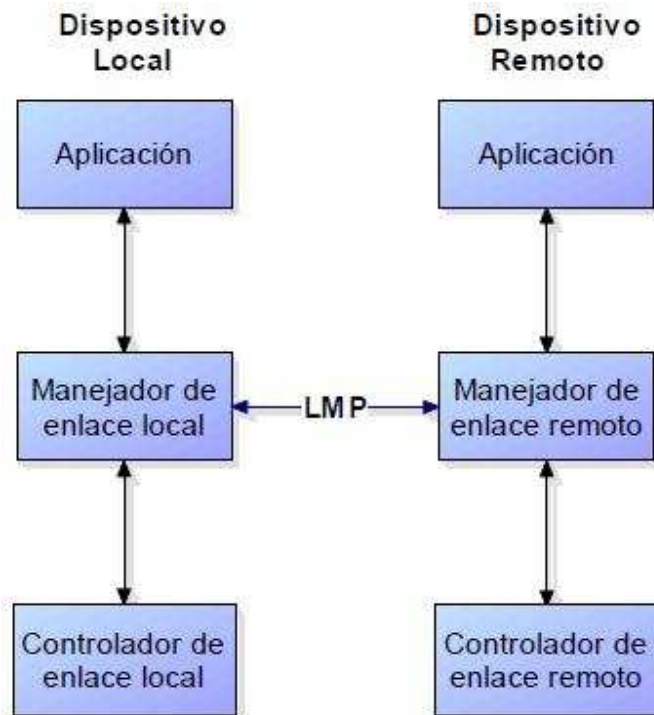 Dispositivo
Local
Dispositivo
Remoto
Aplicación
Aplicación
Manejador de
enlace local
LMP
Manejador de
enlace remoto
Controlador de
enlace local
Controlador de
enlace remoto